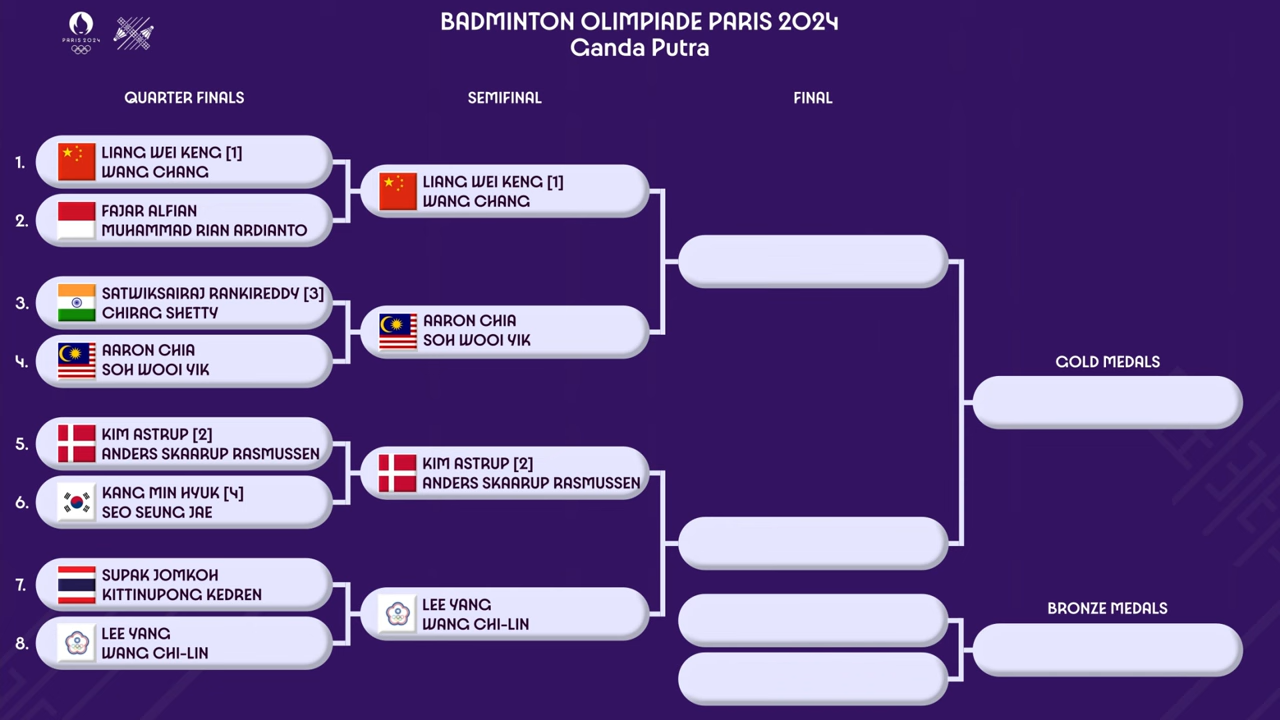 PARIS 2024
BADMINTON OLIMPIADE PARIS 2024
Ganda Putra
QUARTER FINALS
SEMIFINAL
FINAL
1.
LIANG WEI KENG [1]
WANG CHANG
2.
FAJAR ALFIAN
MUHAMMAD RIAN ARDIANTO
3.
SATWIKSAIRAJ RANKIREDDY [3]
CHIRAG SHETTY
4.
AARON CHIA
SOH WOOI YIK
5.
KIM ASTRUP [2]
ANDERS SKAARUP RASMUSSEN
6.
KANG MIN HYUK [4]
SEO SEUNG JAE
7.
SUPAK JOMKOH
KITTINUPONG KEDREN
8.
LEE YANG
WANG CHI-LIN
LIANG WEI KENG [1]
WANG CHANG
AARON CHIA
SOH WOOI YIK
KIM ASTRUP [2]
ANDERS SKAARUP RASMUSSEN
LEE YANG
WANG CHI-LIN
GOLD MEDALS
BRONZE MEDALS